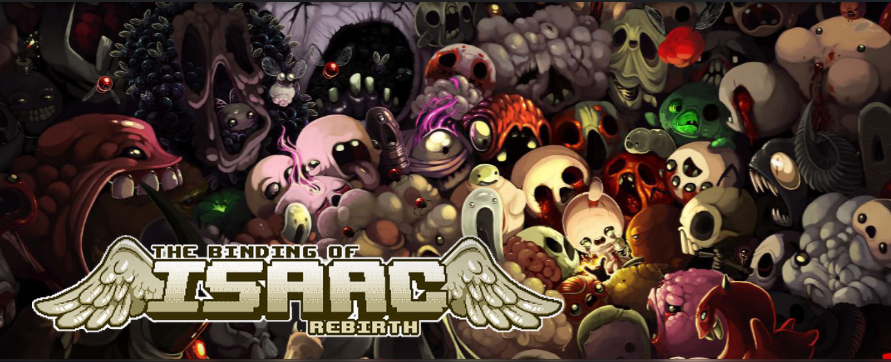 THE BINDING OF
ISAAC
REBIRTH